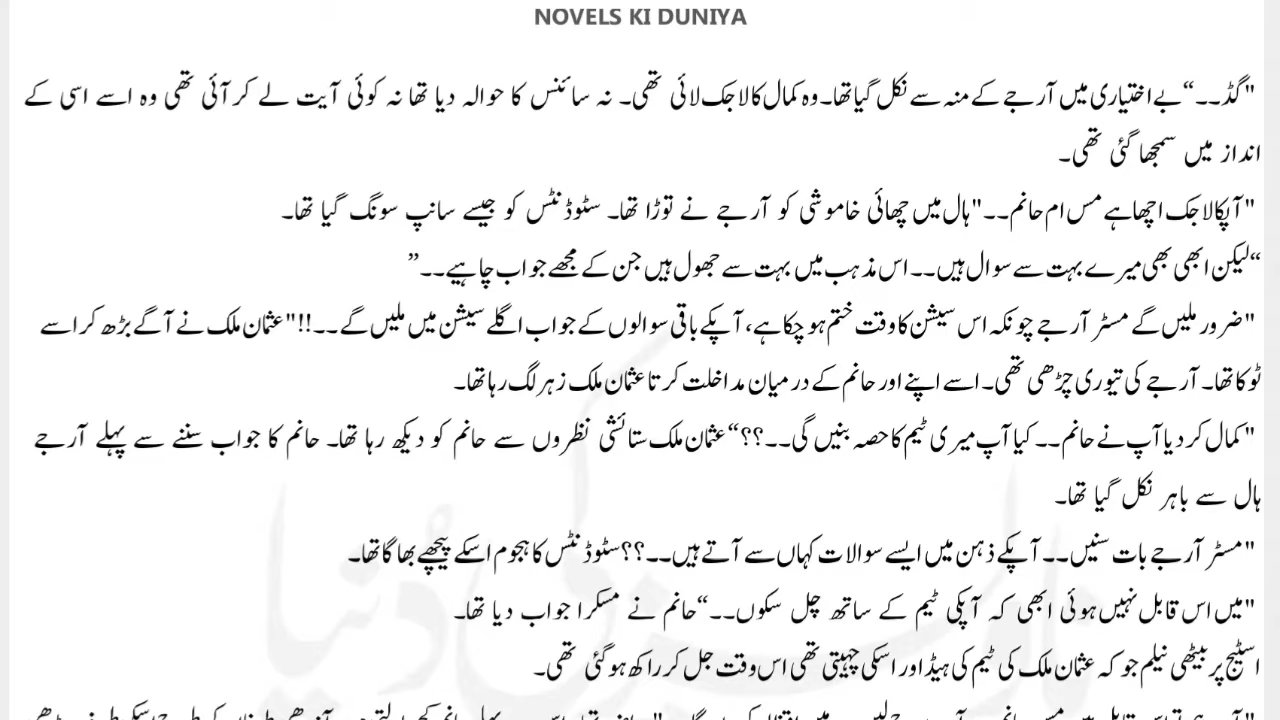 NOVELS KI DUNIYA
"گڈ۔۔“بے اختیاری میں آرجے کے منہ سے نکل گیا تھا۔وہ کمال کا لاجک لائی تھی۔ نہ سائنس کا حوالہ دیا تھا نہ کوئی آیت لے کر آئی تھی وہ اسے اسی کے
انداز میں سمجھا گئی تھی۔
"آپکا لاجک اچھا ہے مس ام حانم۔۔"ہال میں چھائی خاموشی کو آرجے نے توڑا تھا۔ سٹوڈنٹس کو جیسے سانپ سونگ گیا تھا۔
“لیکن ابھی بھی میرے بہت سے سوال ہیں۔۔اس مذہب میں بہت سے جھول ہیں جن کے مجھے جواب چاہیے۔۔”
"ضرور ملیں گے مسٹر آرجے چونکہ اس سیشن کا وقت ختم ہو چکا ہے، آپکے باقی سوالوں کے جواب اگلے سیشن میں ملیں گے۔۔!!"عثمان ملک نے آگے بڑھ کر اسے
ٹوکا تھا۔ آرجے کی تیوری چڑھی تھی۔اسے اپنے اور حانم کے درمیان مداخلت کرتا عثمان ملک زہر لگ رہا تھا۔
"کمال کر دیا آپ نے حانم۔۔کیا آپ میری ٹیم کا حصہ بنیں گی۔۔؟؟“عثمان ملک ستائشی نظروں سے حانم کو دیکھ رہا تھا۔ حانم کا جواب سننے سے پہلے آرجے
ہال سے باہر نکل گیا تھا۔
"مسٹر آرجے بات سنیں۔۔آپکے ذہن میں ایسے سوالات کہاں سے آتے ہیں۔۔؟؟سٹوڈنٹس کا ہجوم اسکے پیچھے بھاگا تھا۔
"میں اس قابل نہیں ہوئی ابھی کہ آپکی ٹیم کے ساتھ چل سکوں۔۔“حانم نے مسکرا جواب دیا تھا۔
اسٹیج پر بیٹھی نیلم جو کہ عثمان ملک کی ٹیم کی ہیڈ اور اسکی چہیتی تھی اس وقت جل کر راکھ ہو گئی تھی۔